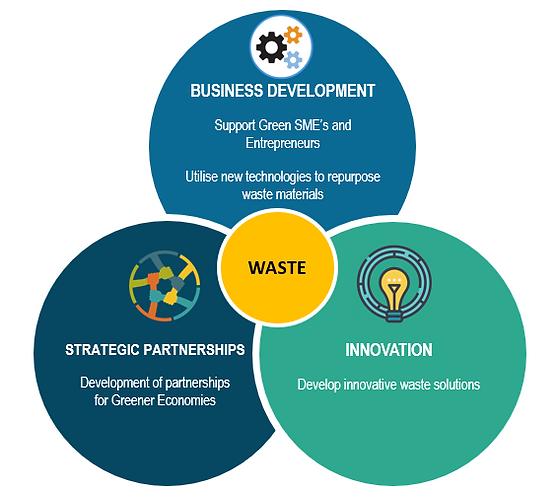 BUSINESS DEVELOPMENT
Support Green SME's and
Entrepreneurs
Utilise new technologies to repurpose
waste materials
WASTE
STRATEGIC PARTNERSHIPS
Development of partnerships
for Greener Economies
INNOVATION
Develop innovative waste solutions